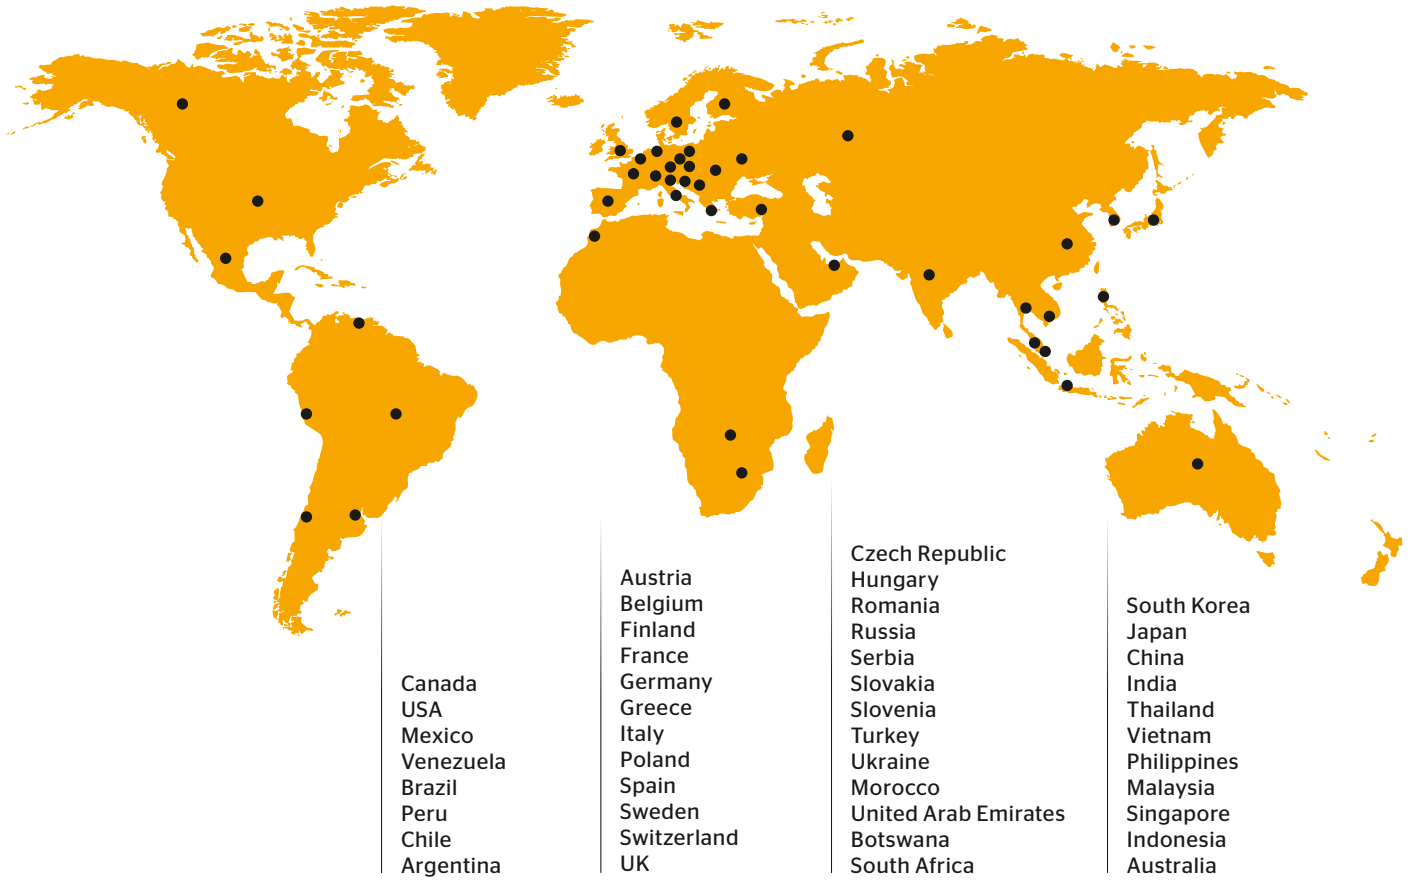 Canada
USA
Mexico
Venezuela
Brazil
Peru
Chile
Argentina
Austria
Belgium
Finland
France
Germany
Greece
Italy
Poland
Spain
Sweden
Switzerland
UK
Czech Republic
Hungary
Romania
Russia
Serbia
Slovakia
Slovenia
Turkey
Ukraine
Morocco
United Arab Emirates
Botswana
South Africa
South Korea
Japan
China
India
Thailand
Vietnam
Philippines
Malaysia
Singapore
Indonesia
Australia